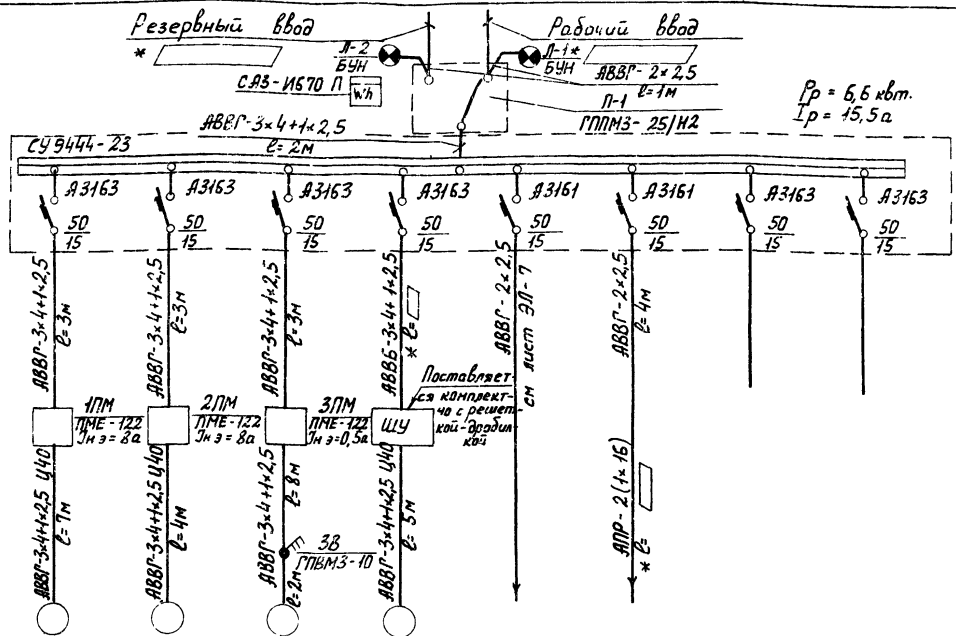 Резервный ввод
*
Рабочий ввод
Л-2
БУН
Л-1*
БУН
АВВГ-2×2,5
ℓ=1м
САЗ-И670 П
Wh
П-1
ГППМЗ-25/Н2
Рр = 6,6 квт.
Iр = 15,5а
АВВГ-3×4+1×2,5
ℓ=2м
СУ9444-23
А3163
А3163
А3163
А3163
А3161
А3161
А3163
А3163
50
15
50
15
50
15
50
15
50
15
50
15
50
15
50
15
АВВГ-3×4+1×2,5
ℓ=3м
АВВГ-3×4+1×2,5
ℓ=3м
АВВГ-3×4+1×2,5
ℓ=3м
АВВБ-3×4+1×2,5
* ℓ=
АВВГ-2×2,5
см лист ЭЛ-7
АВВГ-2×2,5
ℓ=4м
Поставляет-
ся комплект-
но с решет-
кой-дробил-
кой
1ПМ
ПМЕ-122
Iн э=8а
2ПМ
ПМЕ-122
Iн э=8а
3ПМ
ПМЕ-122
Iн э=0,5а
ШУ
АВВГ-3×4+1×2,5 Ц40
ℓ=7м
АВВГ-3×4+1×2,5 Ц40
ℓ=4м
АВВГ-3×4+1×2,5
ℓ=8м
ℓ=2м
3В
ГПВМЗ-10
АВВГ-3×4+1×2,5 Ц40
ℓ=5м
АПР-2(1×16)
* ℓ=